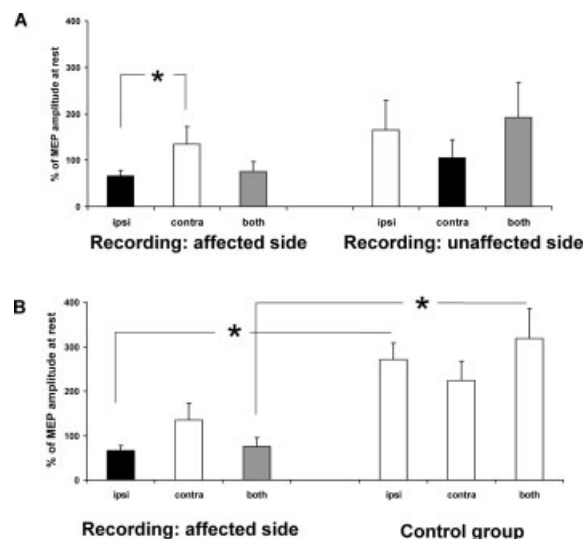 A
% of MEP amplitude at rest
400
300
200
100
0
*
ipsi contra both ipsi contra both
Recording: affected side Recording: unaffected side
B
% of MEP amplitude at rest
400
300
200
100
0
* *
ipsi contra both ipsi contra both
Recording: affected side Control group